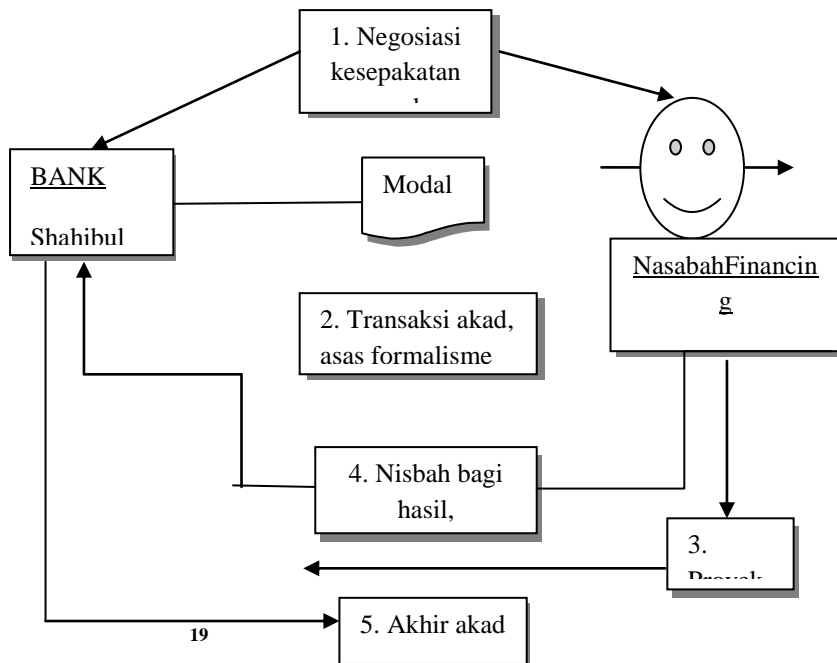 1. Negosiasi
kesepakatan
BANK
Shahibul
Modal
NasabahFinancin
g
2. Transaksi akad,
asas formalisme
4. Nisbah bagi
hasil,
3.
Proyek
5. Akhir akad
19